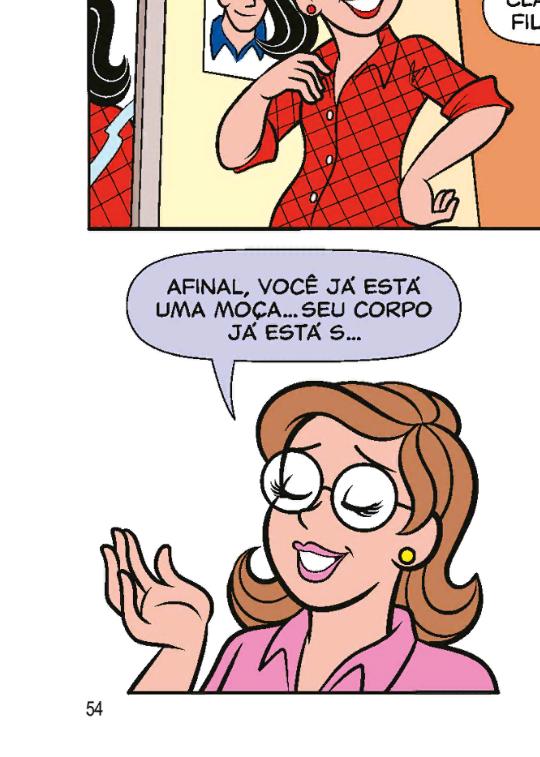 AFINAL, VOCÊ JÁ ESTÁ
UMA MOÇA... SEU CORPO
JÁ ESTÁ S...
54